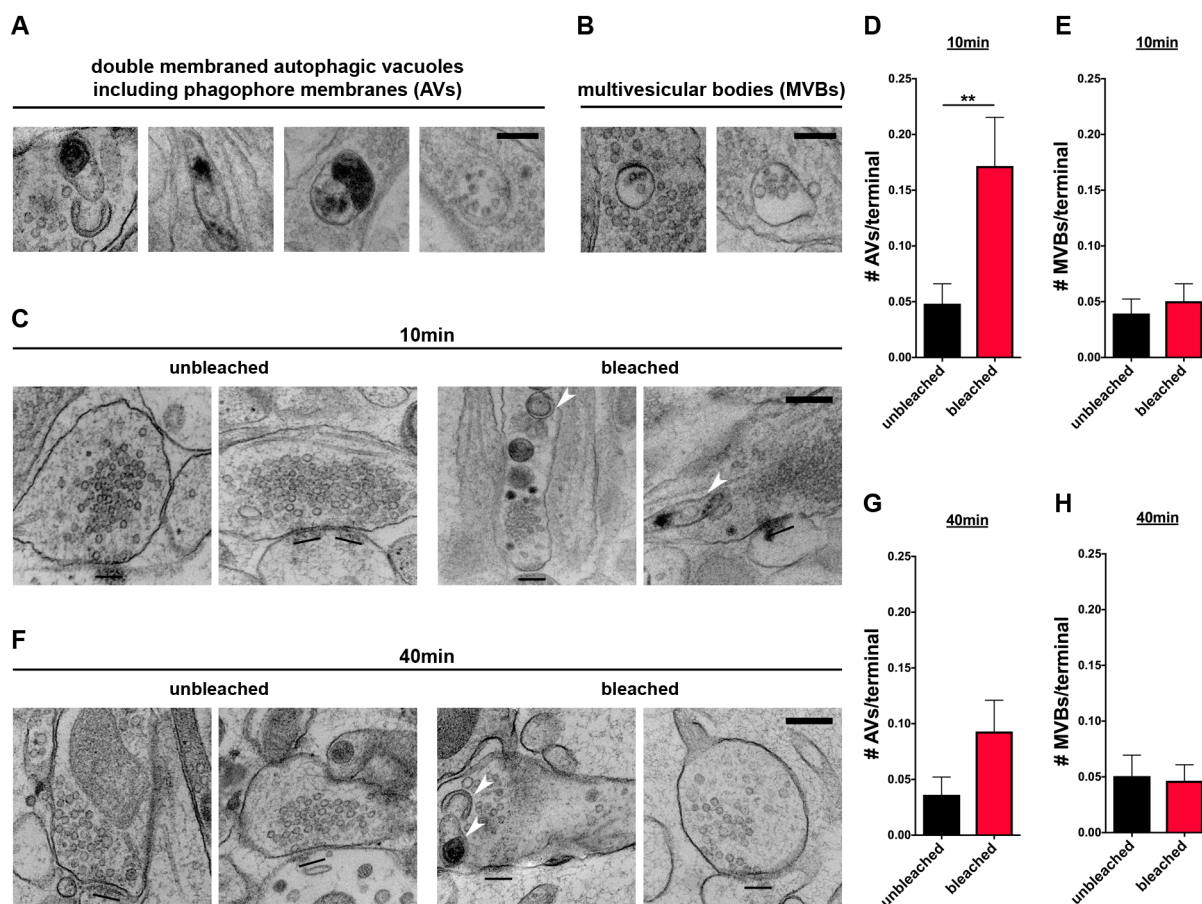 A
double membraned autophagic vacuoles
including phagophore membranes (AVs)
B
multivesicular bodies (MVBs)
C
10min
unbleached
bleached
D
10min
# AVs/terminal
0.25
0.20
0.15
0.10
0.05
0.00
**
unbleached
bleached
E
10min
# MVBs/terminal
0.25
0.20
0.15
0.10
0.05
0.00
unbleached
bleached
F
40min
unbleached
bleached
G
40min
# AVs/terminal
0.25
0.20
0.15
0.10
0.05
0.00
unbleached
bleached
H
40min
# MVBs/terminal
0.25
0.20
0.15
0.10
0.05
0.00
unbleached
bleached